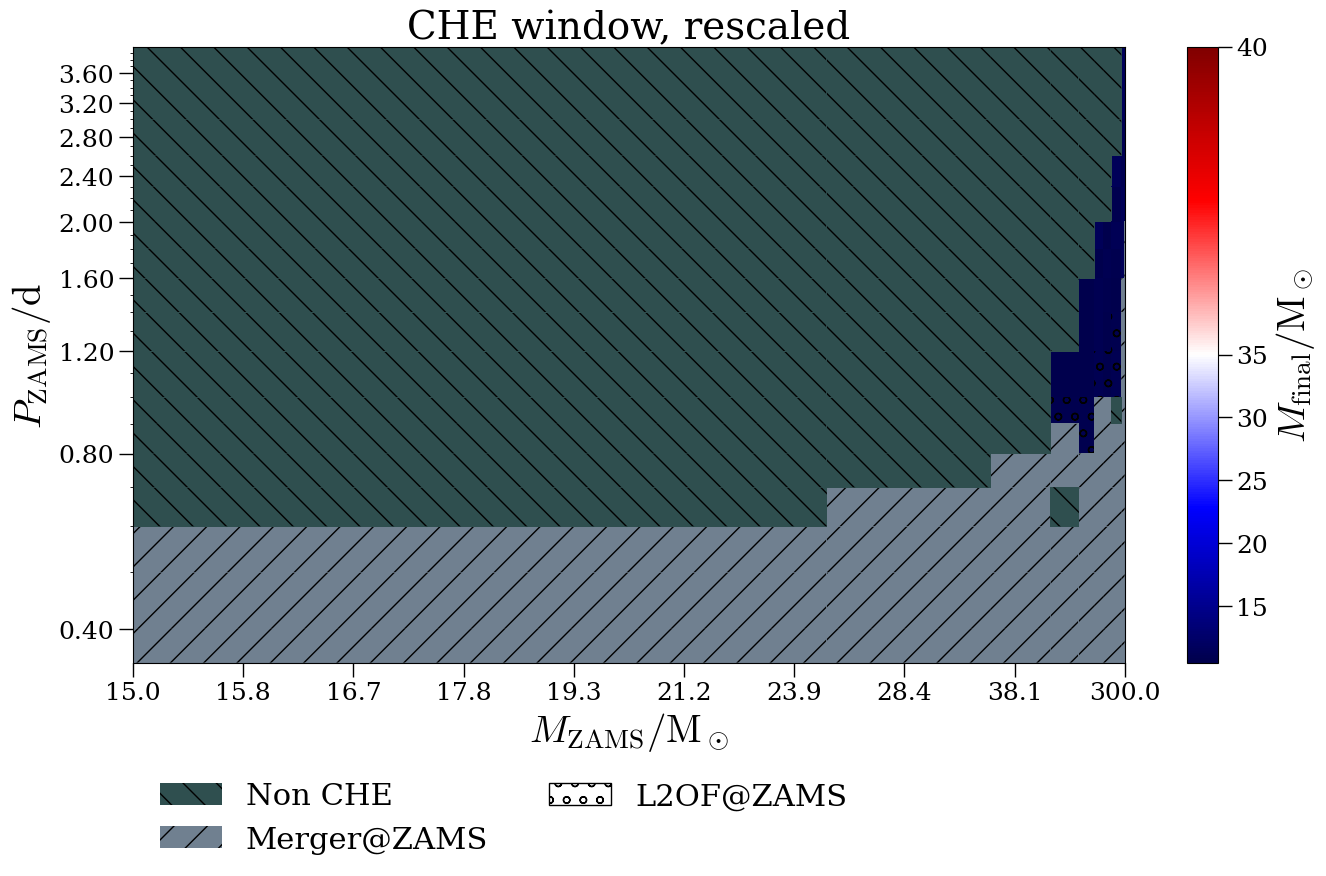 CHE window, rescaled
3.60
3.20
2.80
2.40
2.00
1.60
1.20
0.80
0.40
P_ZAMS/d
15.0 15.8 16.7 17.8 19.3 21.2 23.9 28.4 38.1 300.0
M_ZAMS/M_⊙
40
35
30
25
20
15
M_final/M_⊙
Non CHE
Merger@ZAMS
L2OF@ZAMS